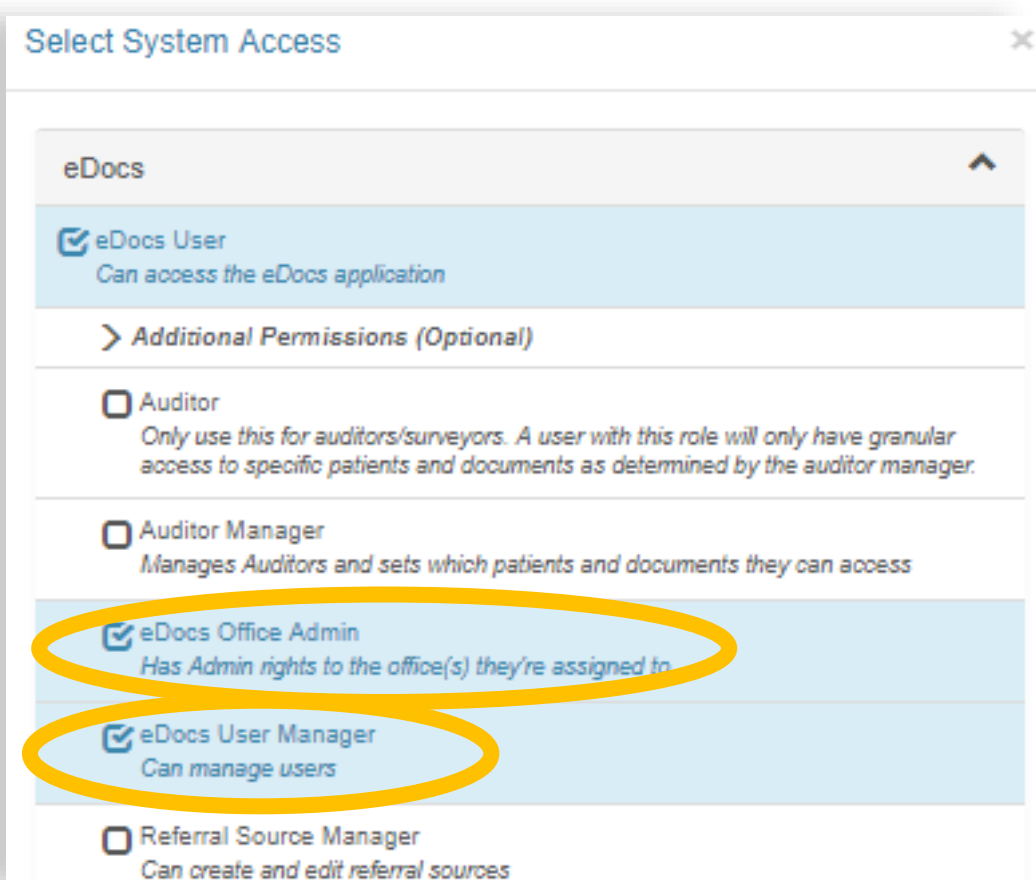 Select System Access
eDocs
eDocs User
Can access the eDocs application
Additional Permissions (Optional)
Auditor
Only use this for auditors/surveyors. A user with this role will only have granular
access to specific patients and documents as determined by the auditor manager.
Auditor Manager
Manages Auditors and sets which patients and documents they can access
eDocs Office Admin
Has Admin rights to the office(s) they're assigned to
eDocs User Manager
Can manage users
Referral Source Manager
Can create and edit referral sources